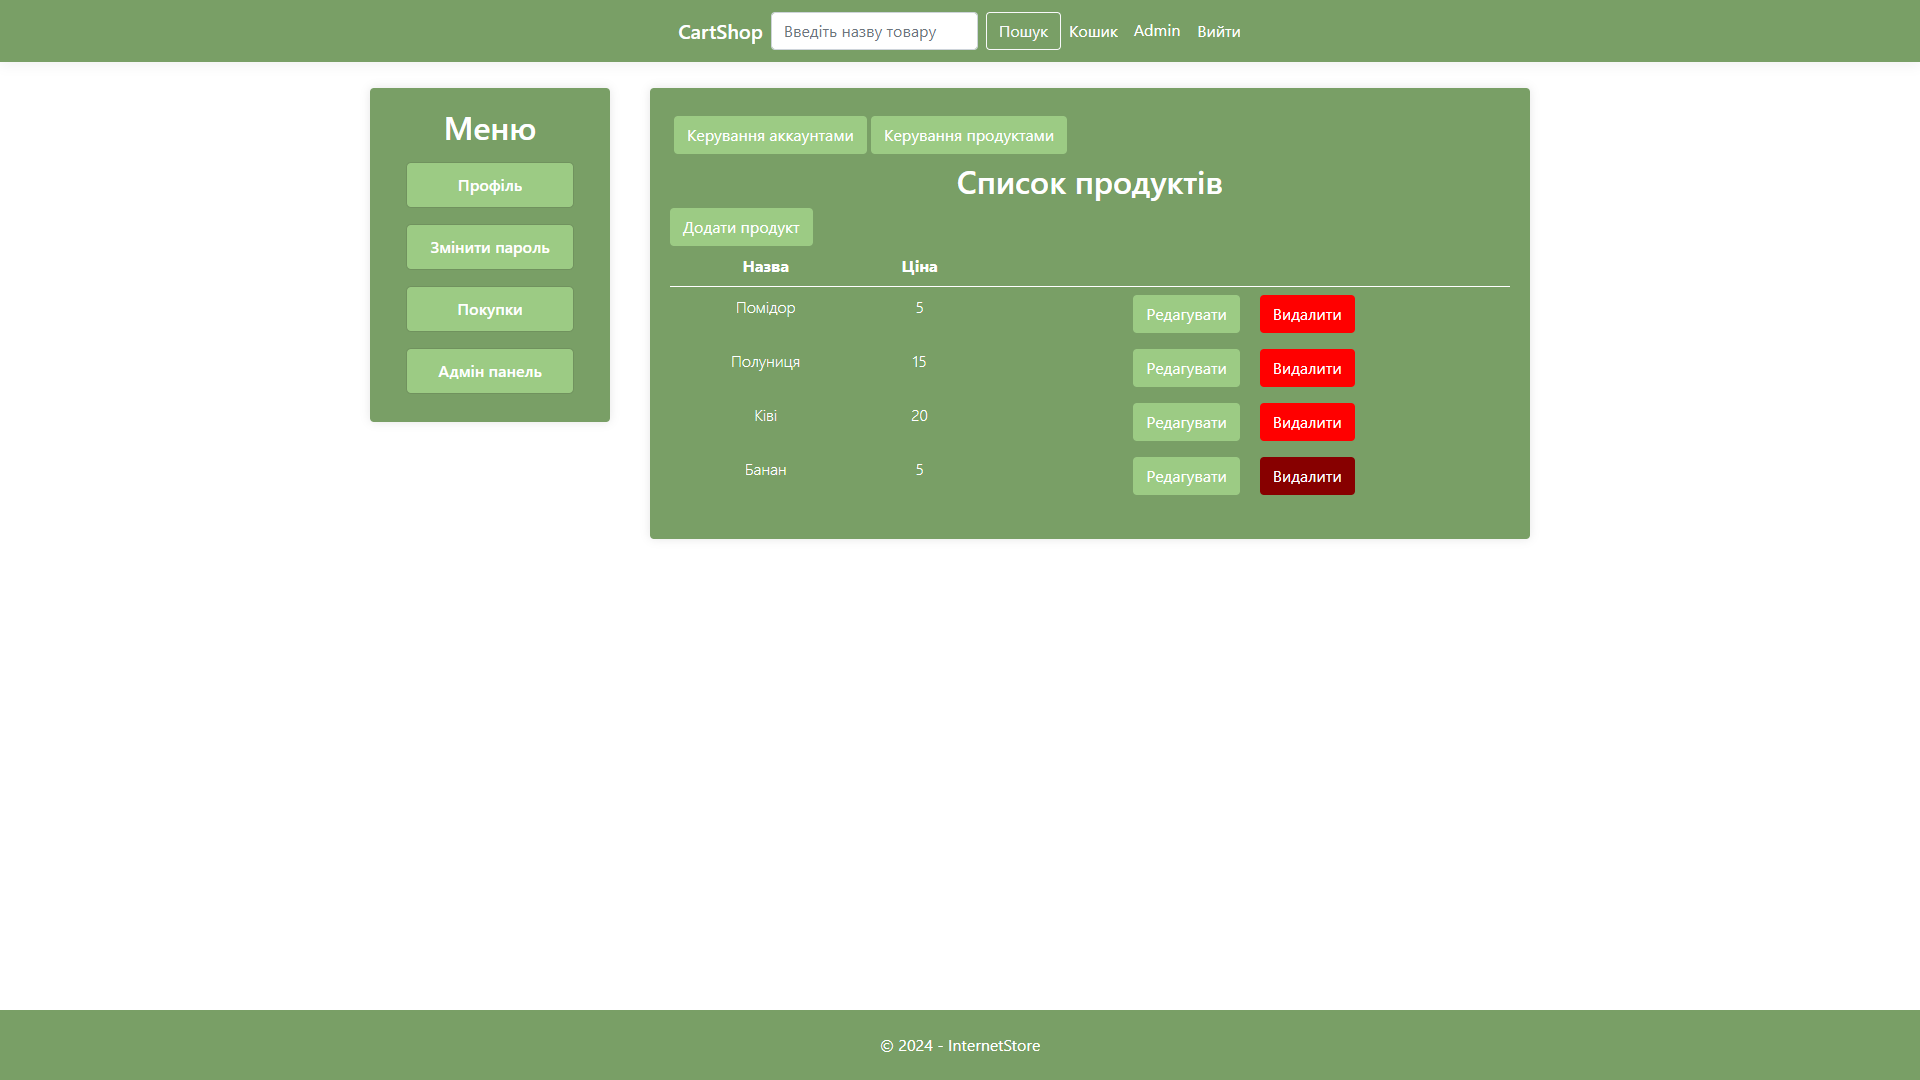 CartShop Введіть назву товару Пошук Кошик Admin Вийти
Меню
Профіль
Змінити пароль
Покупки
Адмін панель
Керування аккаунтами Керування продуктами
Список продуктів
Додати продукт
Назва Ціна
Помідор 5 Редагувати Видалити
Полуниця 15 Редагувати Видалити
Ківі 20 Редагувати Видалити
Банан 5 Редагувати Видалити
© 2024 - InternetStore